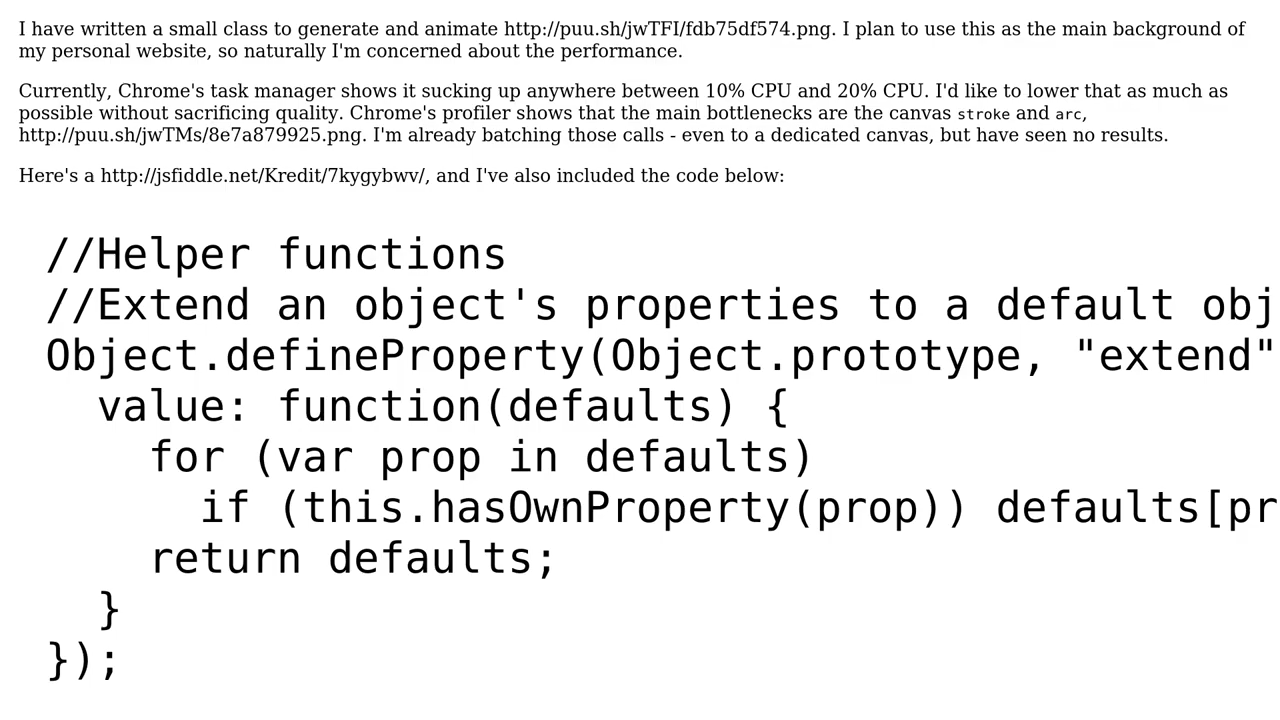 I have written a small class to generate and animate http://puu.sh/jwTFI/fdb75df574.png. I plan to use this as the main background of
my personal website, so naturally I'm concerned about the performance.
Currently, Chrome's task manager shows it sucking up anywhere between 10% CPU and 20% CPU. I'd like to lower that as much as
possible without sacrificing quality. Chrome's profiler shows that the main bottlenecks are the canvas stroke and arc,
http://puu.sh/jwTMs/8e7a879925.png. I'm already batching those calls - even to a dedicated canvas, but have seen no results.
Here's a http://jsfiddle.net/Kredit/7kygybwv/, and I've also included the code below:
//Helper functions
//Extend an object's properties to a default obj
Object.defineProperty(Object.prototype, "extend"
  value: function(defaults) {
    for (var prop in defaults)
      if (this.hasOwnProperty(prop)) defaults[pr
    return defaults;
  }
});